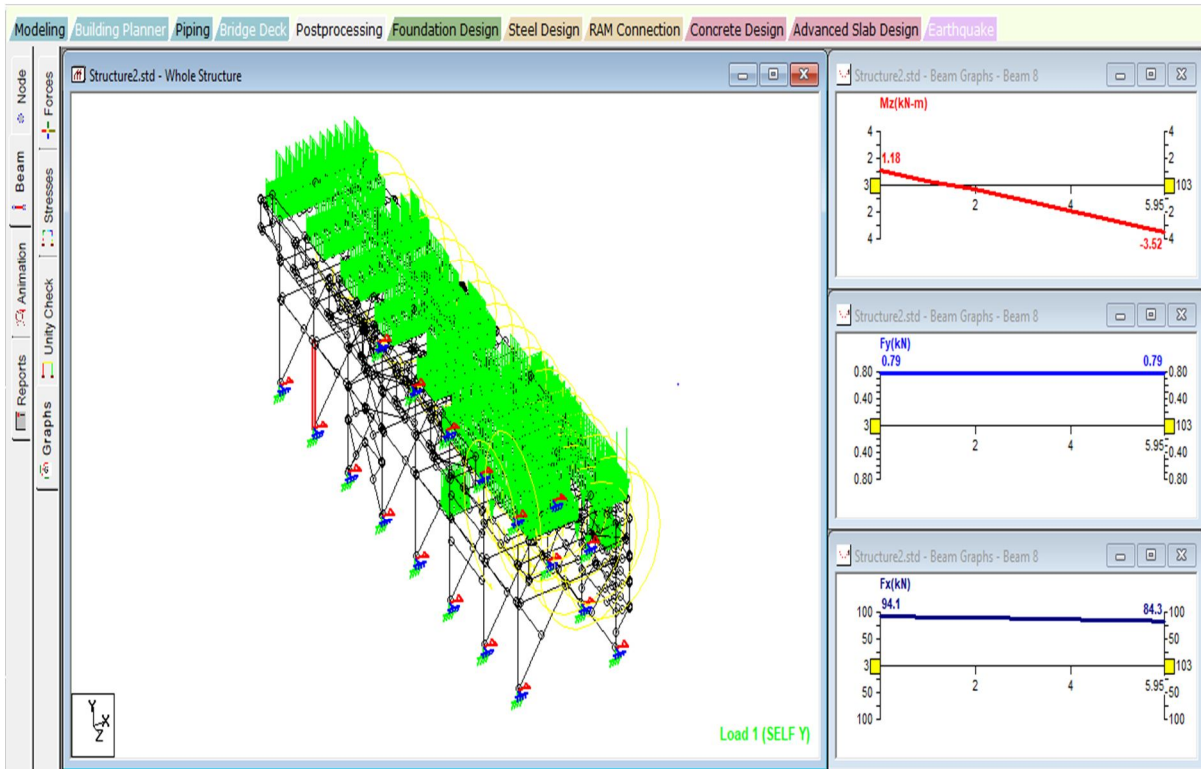 Modeling Building Planner Piping Bridge Deck Postprocessing Foundation Design Steel Design RAM Connection Concrete Design Advanced Slab Design Earthquake
Node
Beam
Animation
Reports
Forces
Stresses
Unity Check
Graphs
Structure2.std - Whole Structure
Load 1 (SELF Y)
Y
X
Z
Structure2.std - Beam Graphs - Beam 8
Mz(kN-m)
4 4
2 1.18 2
3 103
2 4 5.95
2 2
4 -3.52 4
Structure2.std - Beam Graphs - Beam 8
Fy(kN)
0.79 0.79
0.80 0.80
0.40 0.40
3 103
2 4 5.95
0.40 0.40
0.80 0.80
Structure2.std - Beam Graphs - Beam 8
Fx(kN)
94.1 84.3
100 100
50 50
3 103
2 4 5.95
50 50
100 100